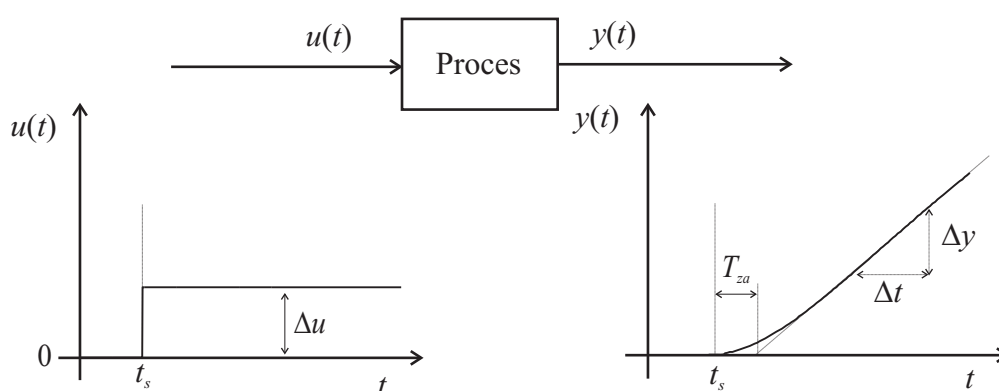 u(t)
y(t)
Proces
u(t)
y(t)
Δy
T_za
Δt
Δu
0
t_s
t
t_s
t